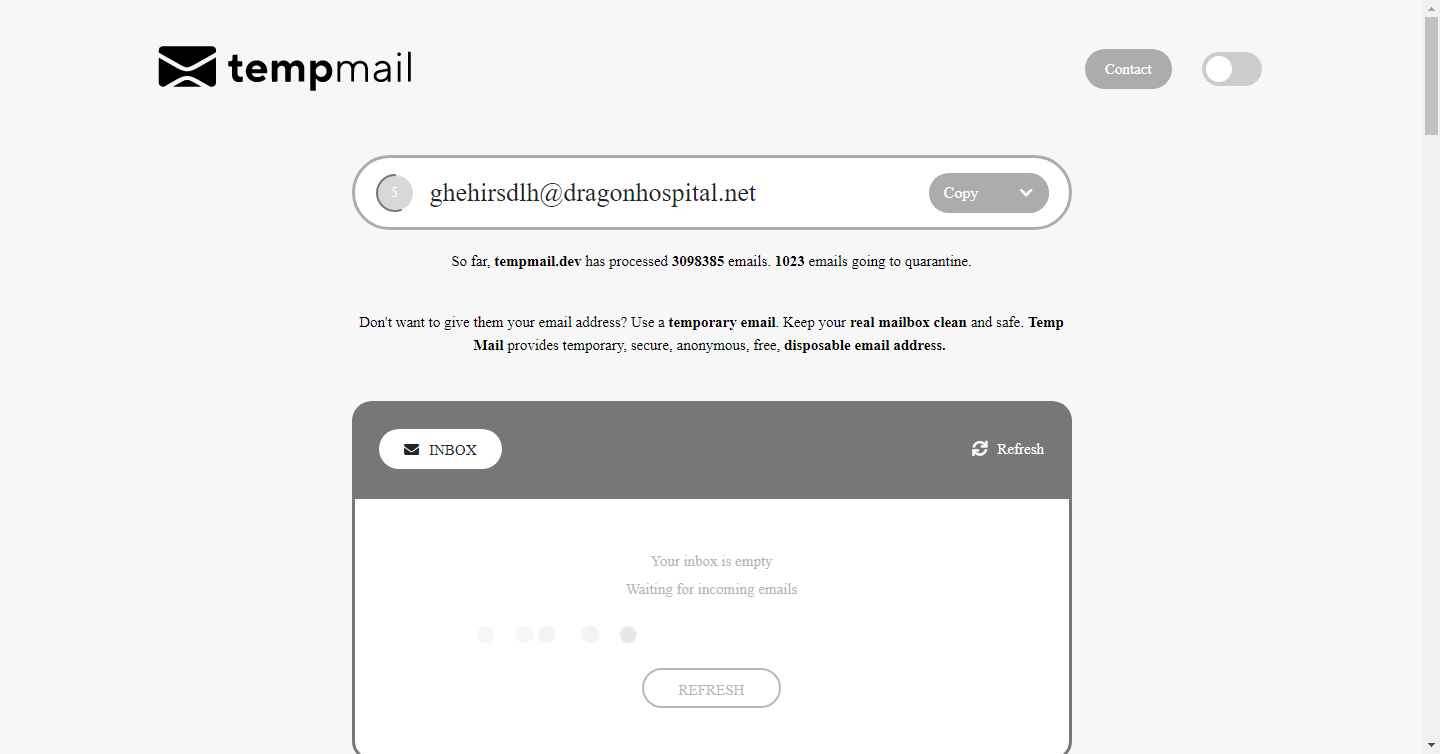 tempmail
Contact
5
ghehirsdlh@dragonhospital.net
Copy
So far, tempmail.dev has processed 3098385 emails. 1023 emails going to quarantine.
Don't want to give them your email address? Use a temporary email. Keep your real mailbox clean and safe. Temp
Mail provides temporary, secure, anonymous, free, disposable email address.
INBOX
Refresh
Your inbox is empty
Waiting for incoming emails
REFRESH